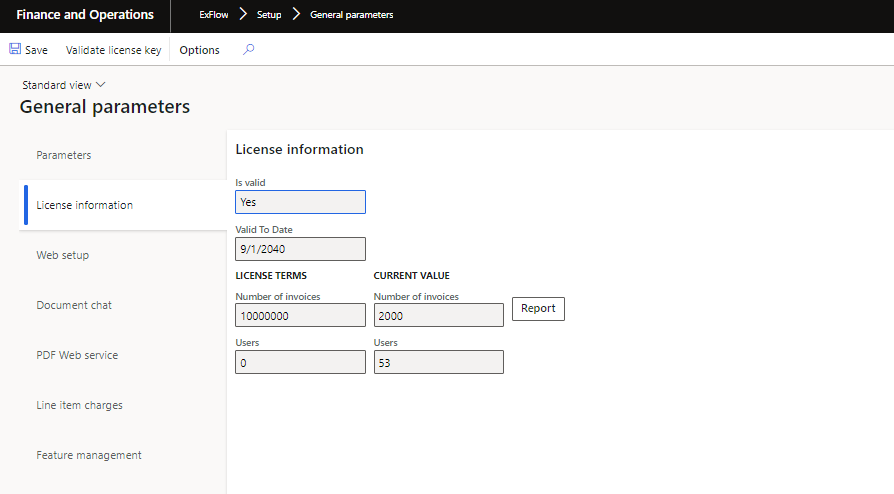 Finance and Operations ExFlow Setup General parameters
Save Validate license key Options
Standard view
General parameters
Parameters
License information
Web setup
Document chat
PDF Web service
Line item charges
Feature management
License information
Is valid
Yes
Valid To Date
9/1/2040
LICENSE TERMS CURRENT VALUE
Number of invoices Number of invoices
10000000 2000 Report
Users Users
0 53